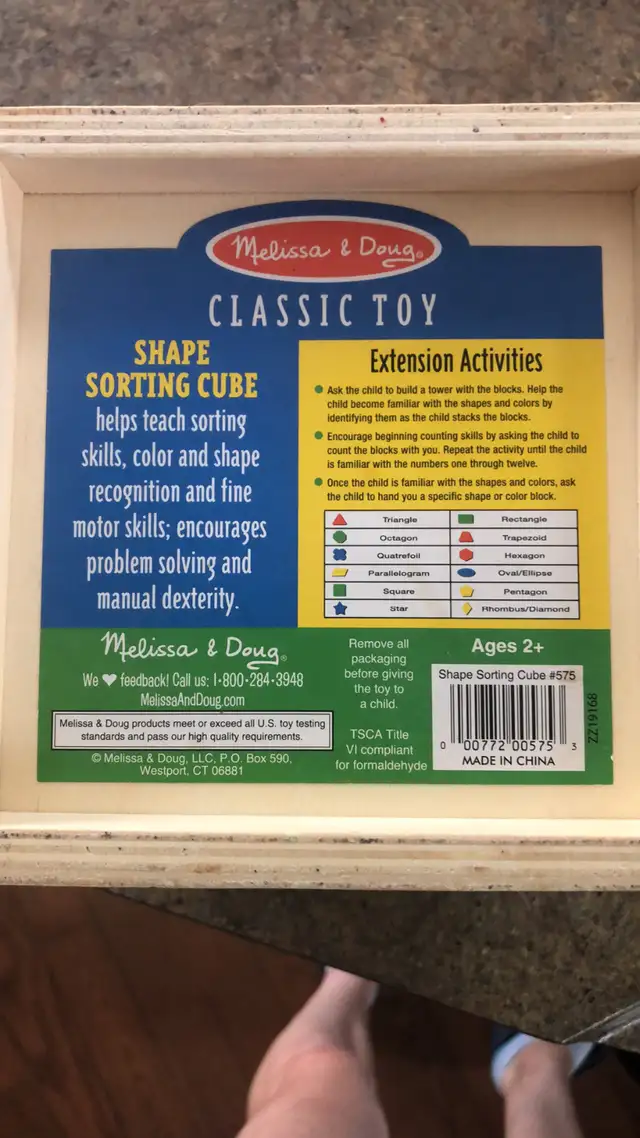 Melissa & Doug®
CLASSIC TOY
SHAPE
SORTING CUBE
helps teach sorting
skills, color and shape
recognition and fine
motor skills; encourages
problem solving and
manual dexterity.
Extension Activities
Ask the child to build a tower with the blocks. Help the
child become familiar with the shapes and colors by
identifying them as the child stacks the blocks.
Encourage beginning counting skills by asking the child to
count the blocks with you. Repeat the activity until the child
is familiar with the numbers one through twelve.
Once the child is familiar with the shapes and colors, ask
the child to hand you a specific shape or color block.
Triangle Rectangle
Octagon Trapezoid
Quatrefoil Hexagon
Parallelogram Oval/Ellipse
Square Pentagon
Star Rhombus/Diamond
Melissa & Doug®
We ♥ feedback! Call us: 1-800-284-3948
MelissaAndDoug.com
Melissa & Doug products meet or exceed all U.S. toy testing
standards and pass our high quality requirements.
© Melissa & Doug, LLC, P.O. Box 590,
Westport, CT 06881
Remove all
packaging
before giving
the toy to
a child.
TSCA Title
VI compliant
for formaldehyde
Ages 2+
Shape Sorting Cube #575
0 00772 00575 3
MADE IN CHINA
ZZ19168